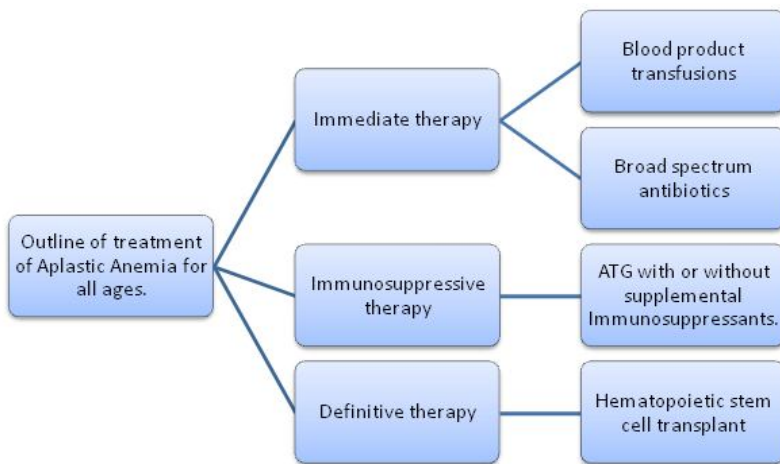 Outline of treatment
of Aplastic Anemia for
all ages.
Immediate therapy
Blood product
transfusions
Broad spectrum
antibiotics
Immunosuppressive
therapy
ATG with or without
supplemental
Immunosuppressants.
Definitive therapy
Hematopoietic stem
cell transplant